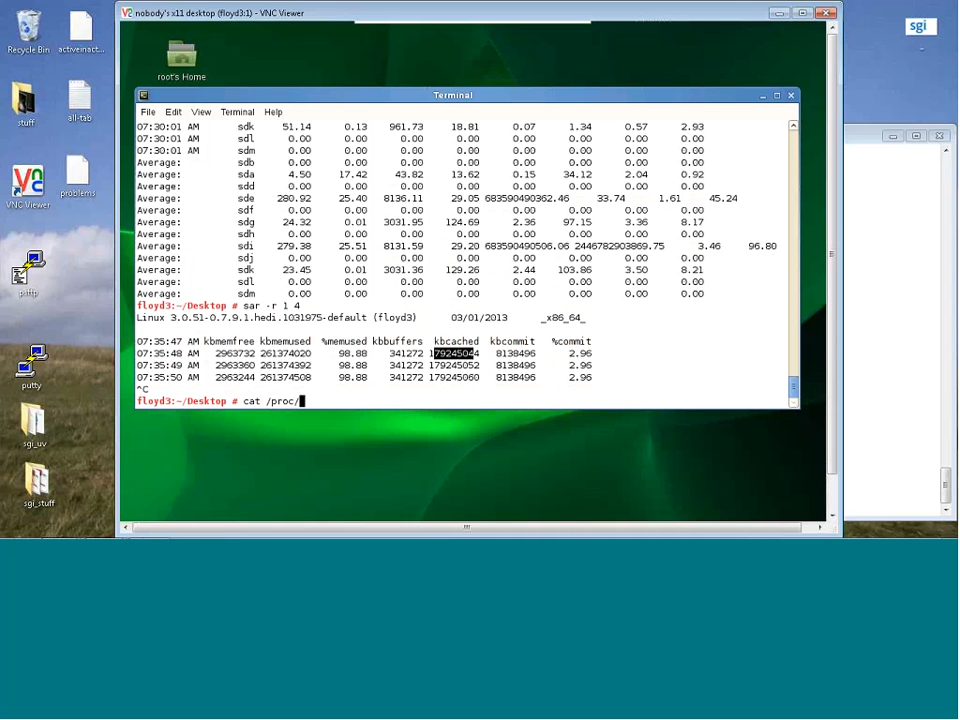 nobody's x11 desktop (floyd3:1) - VNC Viewer
Recycle Bin
activeinact...
stuff
all-tab
VNC Viewer
problems
psftp
putty
sgi_uv
sgi_stuff
sgi
root's Home
Terminal
File Edit View Terminal Help
07:30:01 AM sdk 51.14 0.13 961.73 18.81 0.07 1.34 0.57 2.93
07:30:01 AM sdl 0.00 0.00 0.00 0.00 0.00 0.00 0.00 0.00
07:30:01 AM sdm 0.00 0.00 0.00 0.00 0.00 0.00 0.00 0.00
Average: sdb 0.00 0.00 0.00 0.00 0.00 0.00 0.00 0.00
Average: sda 4.50 17.42 43.82 13.62 0.15 34.12 2.04 0.92
Average: sdd 0.00 0.00 0.00 0.00 0.00 0.00 0.00 0.00
Average: sde 280.92 25.40 8136.11 29.05 683590490362.46 33.74 1.61 45.24
Average: sdf 0.00 0.00 0.00 0.00 0.00 0.00 0.00 0.00
Average: sdg 24.32 0.01 3031.95 124.69 2.36 97.15 3.36 8.17
Average: sdh 0.00 0.00 0.00 0.00 0.00 0.00 0.00 0.00
Average: sdi 279.38 25.51 8131.59 29.20 683590490506.06 2446782903869.75 3.46 96.80
Average: sdj 0.00 0.00 0.00 0.00 0.00 0.00 0.00 0.00
Average: sdk 23.45 0.01 3031.36 129.26 2.44 103.86 3.50 8.21
Average: sdl 0.00 0.00 0.00 0.00 0.00 0.00 0.00 0.00
Average: sdm 0.00 0.00 0.00 0.00 0.00 0.00 0.00 0.00
floyd3:~/Desktop # sar -r 1 4
Linux 3.0.51-0.7.9.1.hedi.1031975-default (floyd3) 03/01/2013 _x86_64_
07:35:47 AM kbmemfree kbmemused %memused kbbuffers kbcached kbcommit %commit
07:35:48 AM 2963732 261374020 98.88 341272 179245044 8138496 2.96
07:35:49 AM 2963360 261374392 98.88 341272 179245052 8138496 2.96
07:35:50 AM 2963244 261374508 98.88 341272 179245060 8138496 2.96
^C
floyd3:~/Desktop # cat /proc/